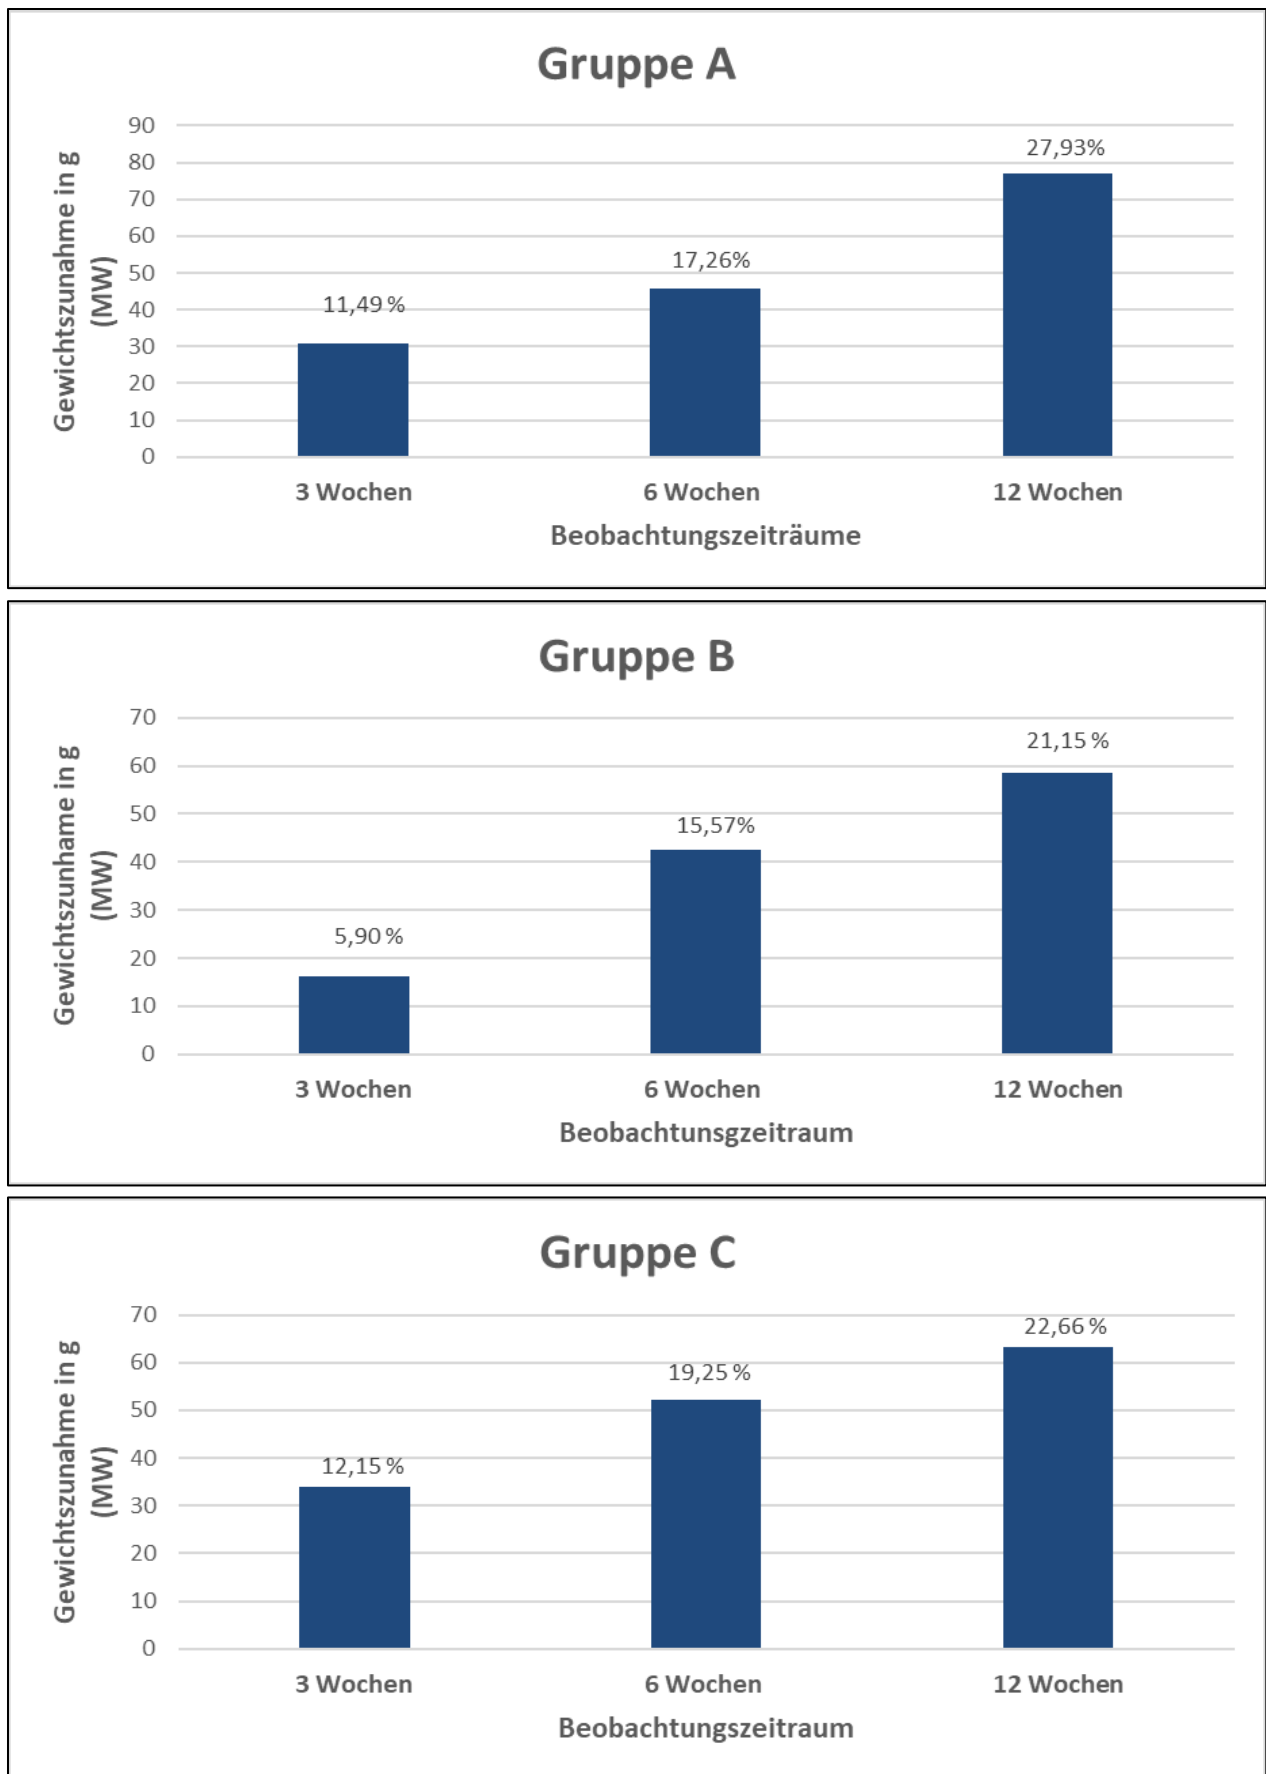 Gruppe A
Gewichtszunahme in g
(MW)
90
80
70
60
50
40
30
20
10
0
11,49 %
17,26%
27,93%
3 Wochen
6 Wochen
12 Wochen
Beobachtungszeiträume
Gruppe B
Gewichtszunhame in g
(MW)
70
60
50
40
30
20
10
0
5,90 %
15,57%
21,15 %
3 Wochen
6 Wochen
12 Wochen
Beobachtunsgzeitraum
Gruppe C
Gewichtszunahme in g
(MW)
70
60
50
40
30
20
10
0
12,15 %
19,25 %
22,66 %
3 Wochen
6 Wochen
12 Wochen
Beobachtungszeitraum